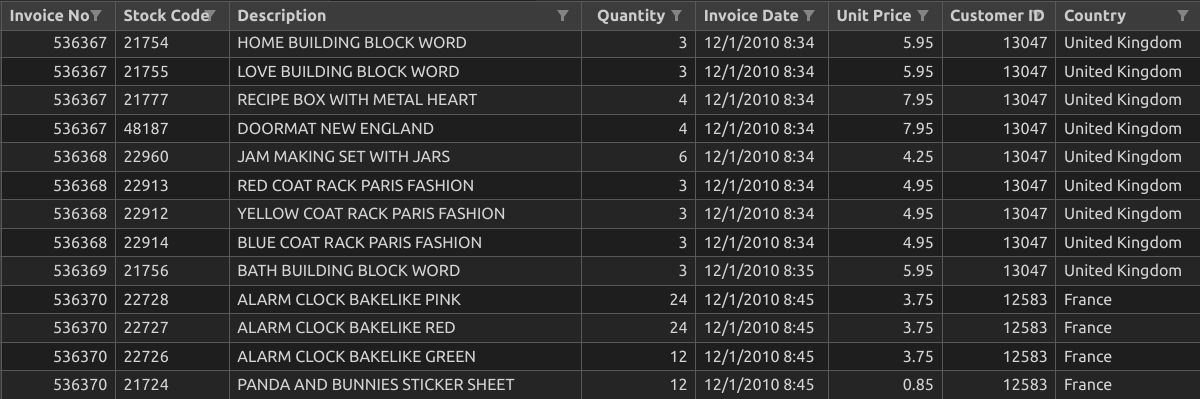 Invoice No Stock Code Description Quantity Invoice Date Unit Price Customer ID Country
536367 21754 HOME BUILDING BLOCK WORD 3 12/1/2010 8:34 5.95 13047 United Kingdom
536367 21755 LOVE BUILDING BLOCK WORD 3 12/1/2010 8:34 5.95 13047 United Kingdom
536367 21777 RECIPE BOX WITH METAL HEART 4 12/1/2010 8:34 7.95 13047 United Kingdom
536367 48187 DOORMAT NEW ENGLAND 4 12/1/2010 8:34 7.95 13047 United Kingdom
536368 22960 JAM MAKING SET WITH JARS 6 12/1/2010 8:34 4.25 13047 United Kingdom
536368 22913 RED COAT RACK PARIS FASHION 3 12/1/2010 8:34 4.95 13047 United Kingdom
536368 22912 YELLOW COAT RACK PARIS FASHION 3 12/1/2010 8:34 4.95 13047 United Kingdom
536368 22914 BLUE COAT RACK PARIS FASHION 3 12/1/2010 8:34 4.95 13047 United Kingdom
536369 21756 BATH BUILDING BLOCK WORD 3 12/1/2010 8:35 5.95 13047 United Kingdom
536370 22728 ALARM CLOCK BAKELIKE PINK 24 12/1/2010 8:45 3.75 12583 France
536370 22727 ALARM CLOCK BAKELIKE RED 24 12/1/2010 8:45 3.75 12583 France
536370 22726 ALARM CLOCK BAKELIKE GREEN 12 12/1/2010 8:45 3.75 12583 France
536370 21724 PANDA AND BUNNIES STICKER SHEET 12 12/1/2010 8:45 0.85 12583 France